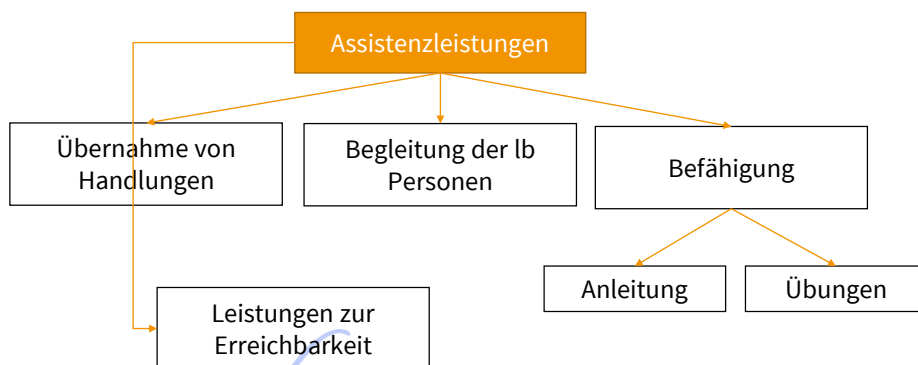 Assistenzleistungen
Übernahme von
Handlungen
Begleitung der lb
Personen
Befähigung
Anleitung
Übungen
Leistungen zur
Erreichbarkeit